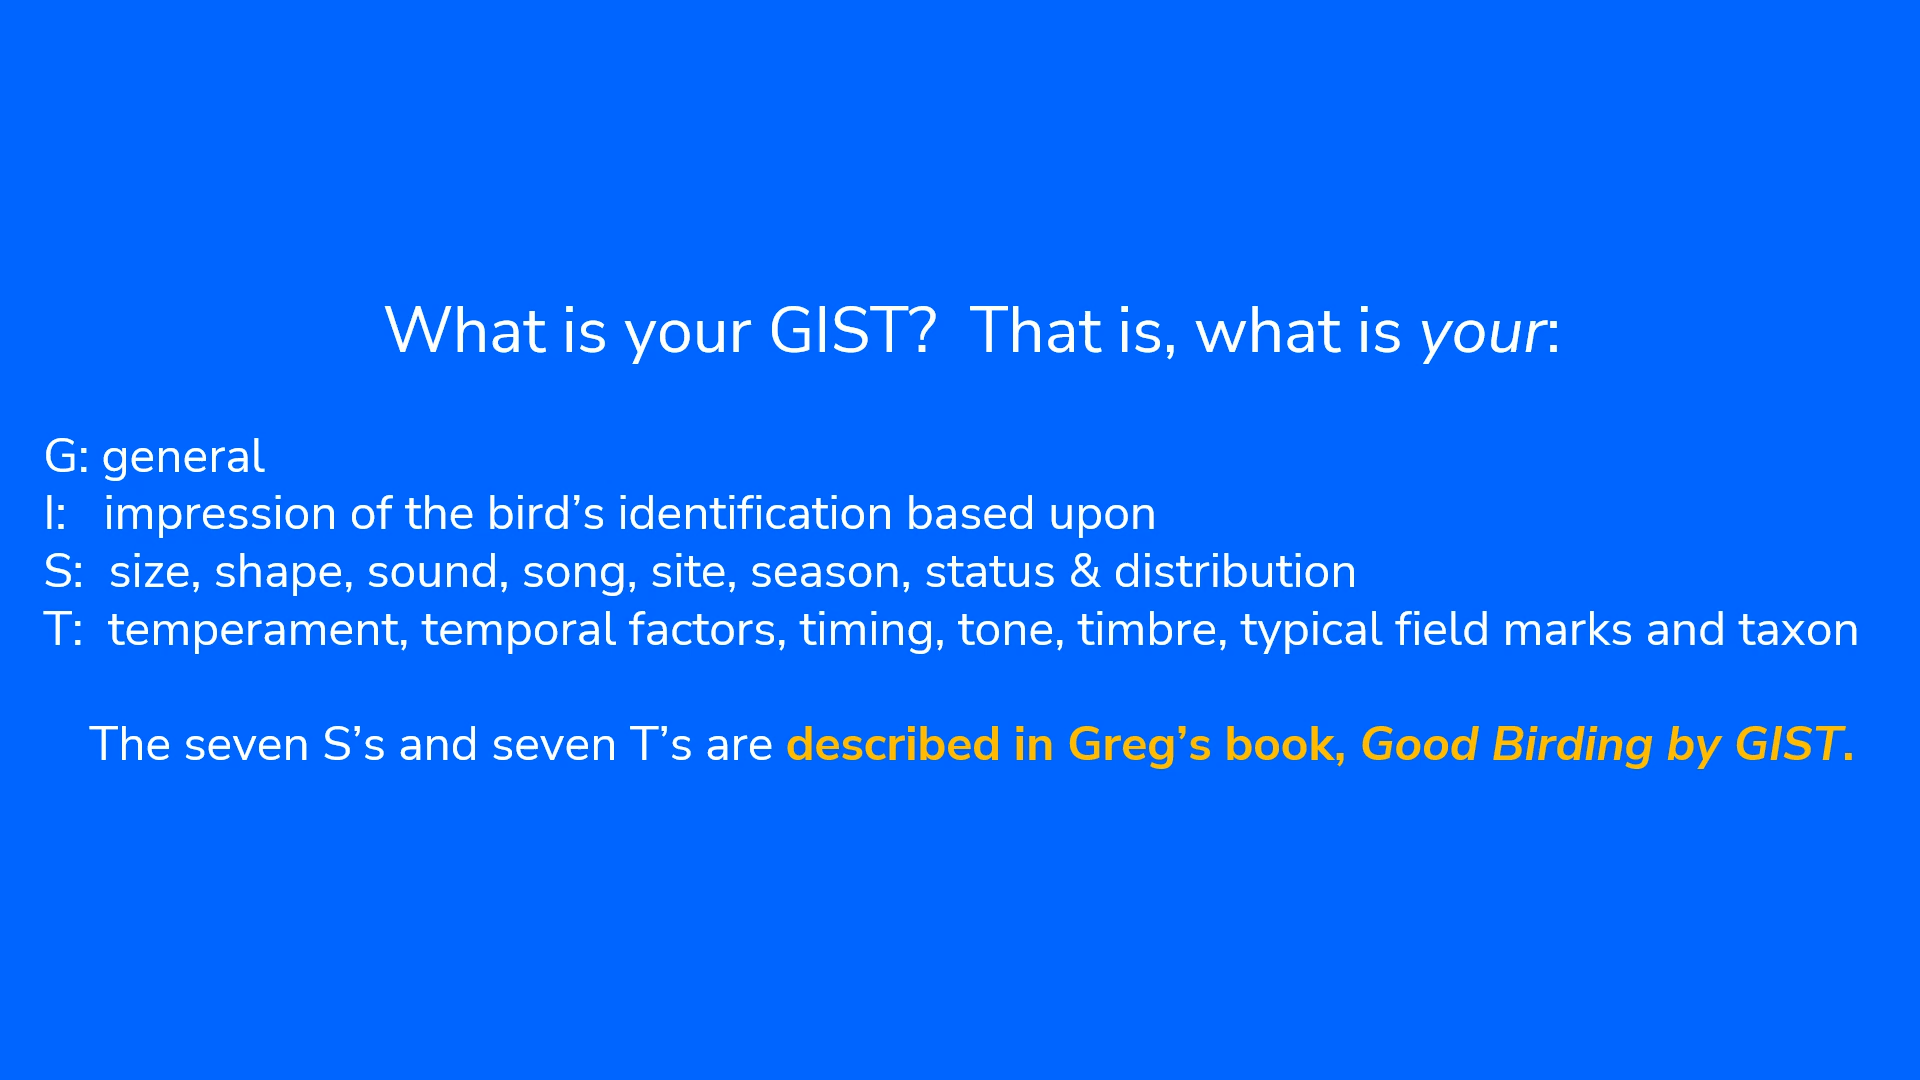 What is your GIST?  That is, what is your:
G: general
I:   impression of the bird’s identification based upon
S:  size, shape, sound, song, site, season, status & distribution
T:  temperament, temporal factors, timing, tone, timbre, typical field marks and taxon
The seven S’s and seven T’s are described in Greg’s book, Good Birding by GIST.